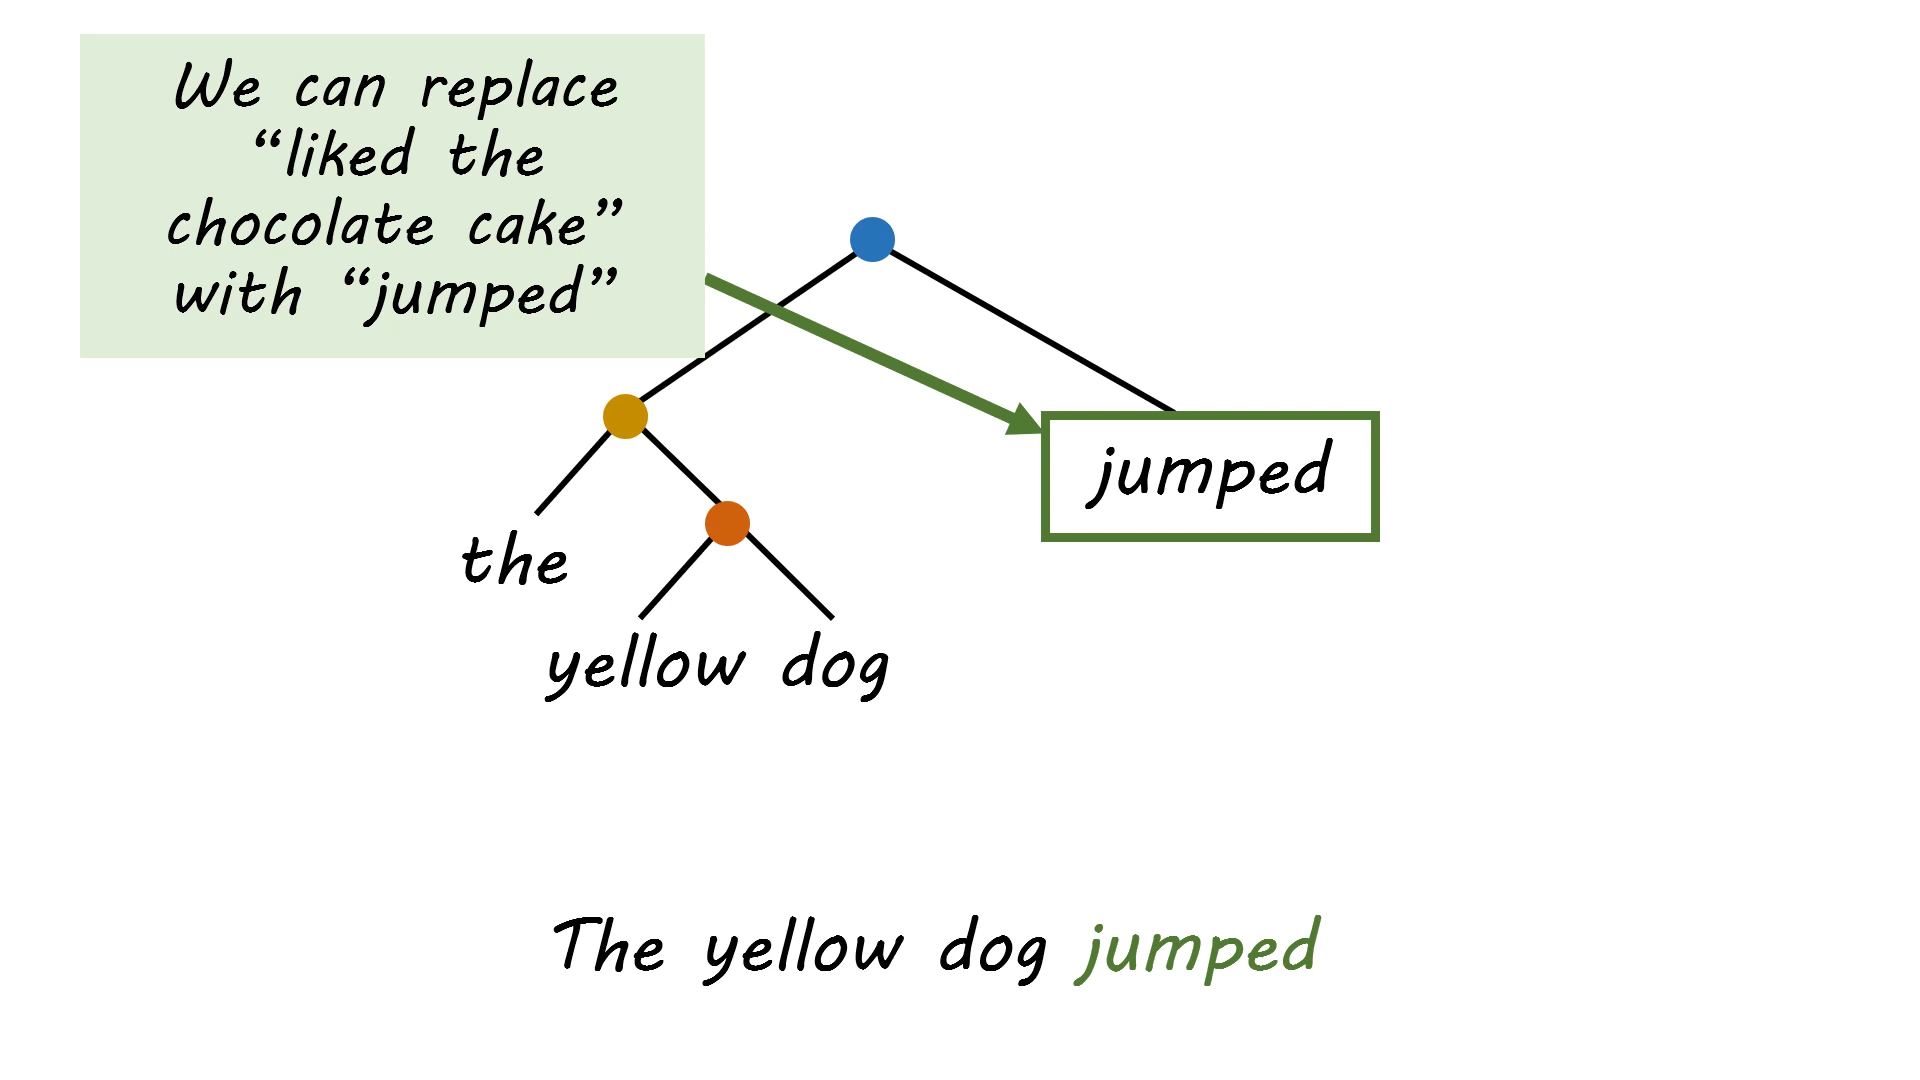 We can replace
“liked the
chocolate cake”
with “jumped”
jumped
the
yellow dog
The yellow dog jumped